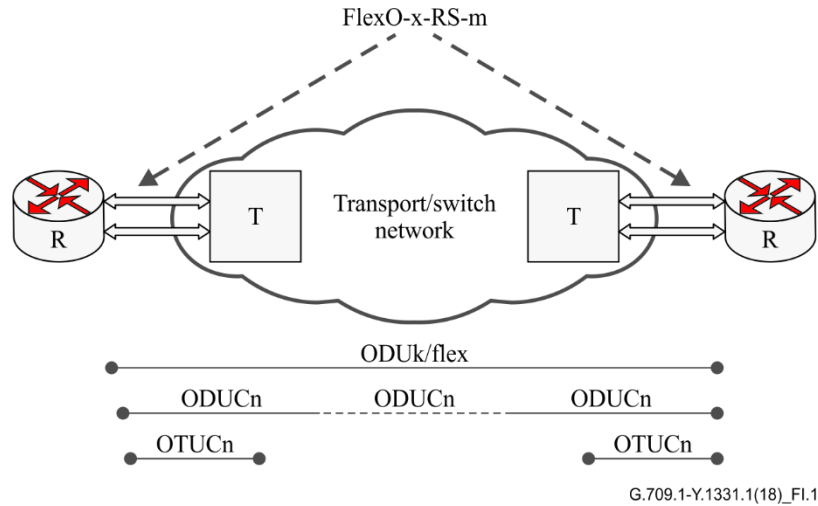 FlexO-x-RS-m
R
T
Transport/switch
network
T
R
ODUk/flex
ODUCn
ODUCn
ODUCn
OTUCn
OTUCn
G.709.1-Y.1331.1(18)_FI.1